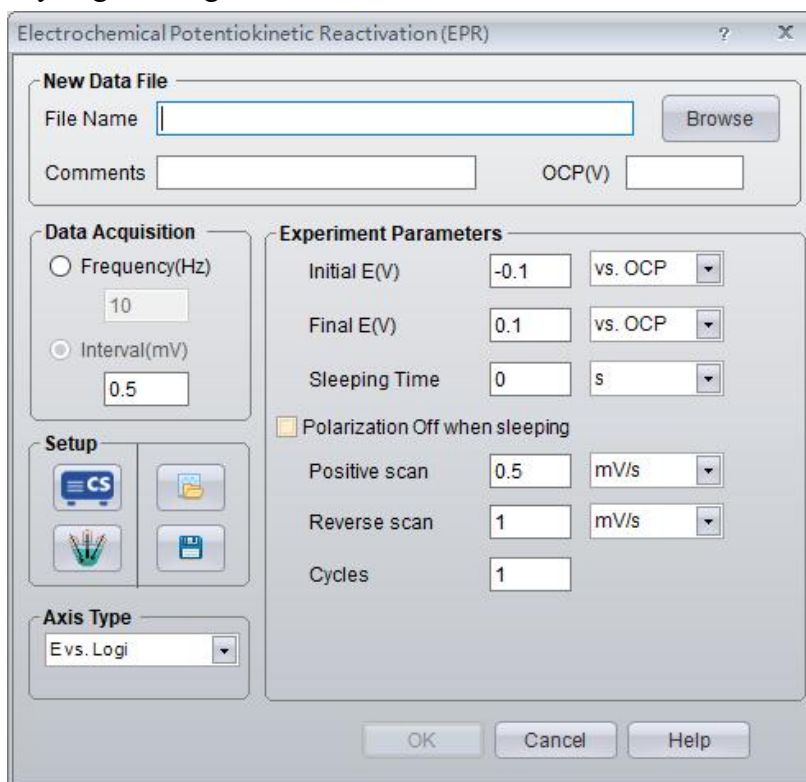 Electrochemical Potentiokinetic Reactivation (EPR) ? X
New Data File
File Name Browse
Comments OCP(V)
Data Acquisition
Frequency(Hz)
10
Interval(mV)
0.5
Setup
CS
Axis Type
E vs. Logi
Experiment Parameters
Initial E(V) -0.1 vs. OCP
Final E(V) 0.1 vs. OCP
Sleeping Time 0 s
Polarization Off when sleeping
Positive scan 0.5 mV/s
Reverse scan 1 mV/s
Cycles 1
OK Cancel Help